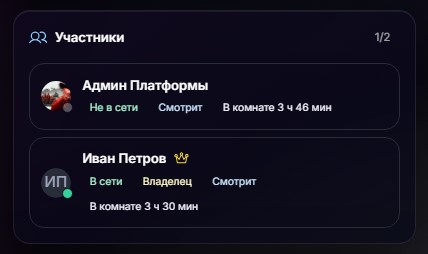 Участники 1/2
Админ Платформы
Не в сети Смотрит В комнате 3 ч 46 мин
Иван Петров
ИП
В сети Владелец Смотрит
В комнате 3 ч 30 мин